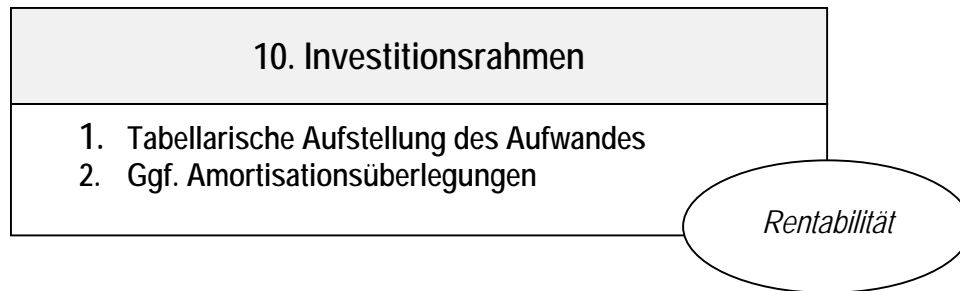 10. Investitionsrahmen
1. Tabellarische Aufstellung des Aufwandes
2. Ggf. Amortisationsüberlegungen
Rentabilität